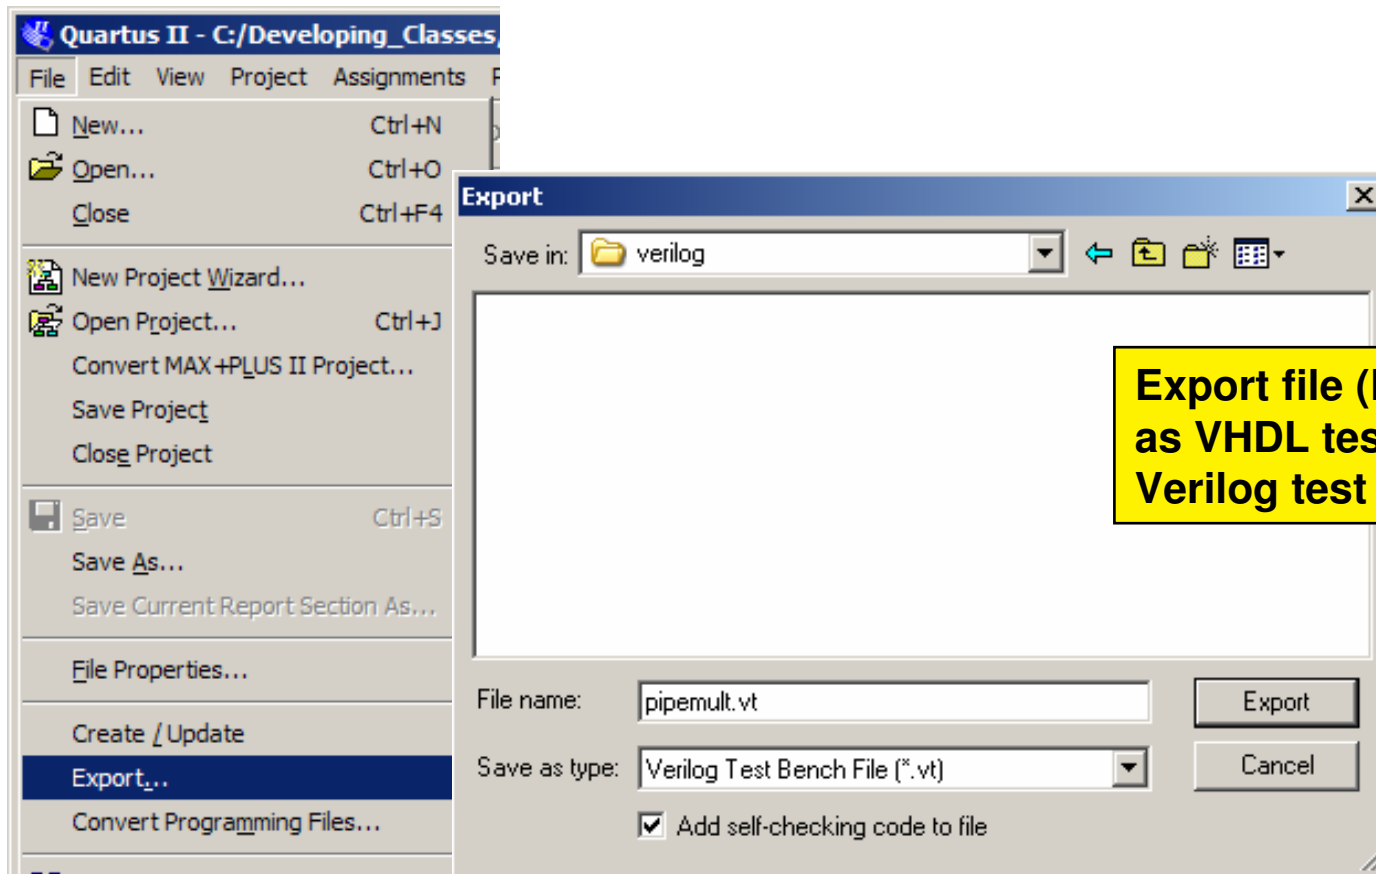 Quartus II - C:/Developing_Classes,
File Edit View Project Assignments
New... Ctrl+N
Open... Ctrl+O
Close Ctrl+F4
New Project Wizard...
Open Project... Ctrl+J
Convert MAX+PLUS II Project...
Save Project
Close Project
Save Ctrl+S
Save As...
Save Current Report Section As...
File Properties...
Create / Update
Export...
Convert Programming Files...
Export
Save in: verilog
Export file (
as VHDL tes
Verilog test
File name: pipemult.vt Export
Save as type: Verilog Test Bench File (*.vt) Cancel
Add self-checking code to file